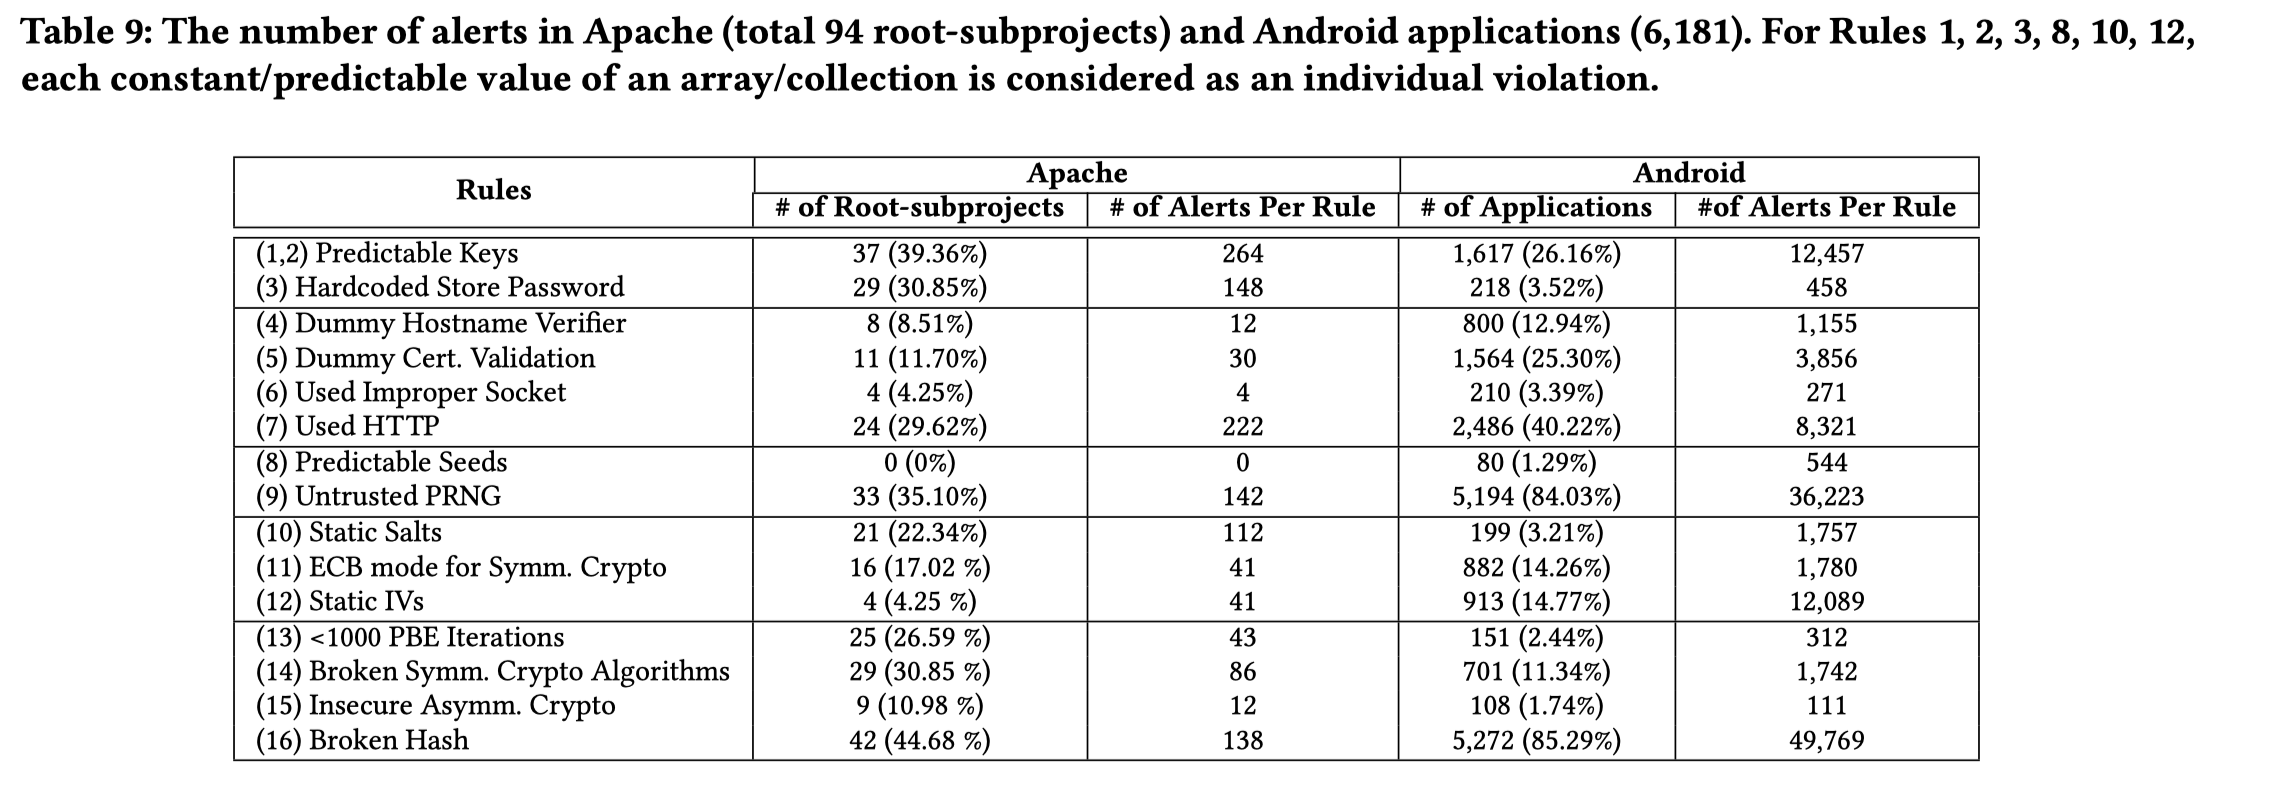 Table 9: The number of alerts in Apache (total 94 root-subprojects) and Android applications (6,181). For Rules 1, 2, 3, 8, 10, 12,
each constant/predictable value of an array/collection is considered as an individual violation.
Rules Apache Android
# of Root-subprojects # of Alerts Per Rule # of Applications #of Alerts Per Rule
(1,2) Predictable Keys 37 (39.36%) 264 1,617 (26.16%) 12,457
(3) Hardcoded Store Password 29 (30.85%) 148 218 (3.52%) 458
(4) Dummy Hostname Verifier 8 (8.51%) 12 800 (12.94%) 1,155
(5) Dummy Cert. Validation 11 (11.70%) 30 1,564 (25.30%) 3,856
(6) Used Improper Socket 4 (4.25%) 4 210 (3.39%) 271
(7) Used HTTP 24 (29.62%) 222 2,486 (40.22%) 8,321
(8) Predictable Seeds 0 (0%) 0 80 (1.29%) 544
(9) Untrusted PRNG 33 (35.10%) 142 5,194 (84.03%) 36,223
(10) Static Salts 21 (22.34%) 112 199 (3.21%) 1,757
(11) ECB mode for Symm. Crypto 16 (17.02 %) 41 882 (14.26%) 1,780
(12) Static IVs 4 (4.25 %) 41 913 (14.77%) 12,089
(13) <1000 PBE Iterations 25 (26.59 %) 43 151 (2.44%) 312
(14) Broken Symm. Crypto Algorithms 29 (30.85 %) 86 701 (11.34%) 1,742
(15) Insecure Asymm. Crypto 9 (10.98 %) 12 108 (1.74%) 111
(16) Broken Hash 42 (44.68 %) 138 5,272 (85.29%) 49,769